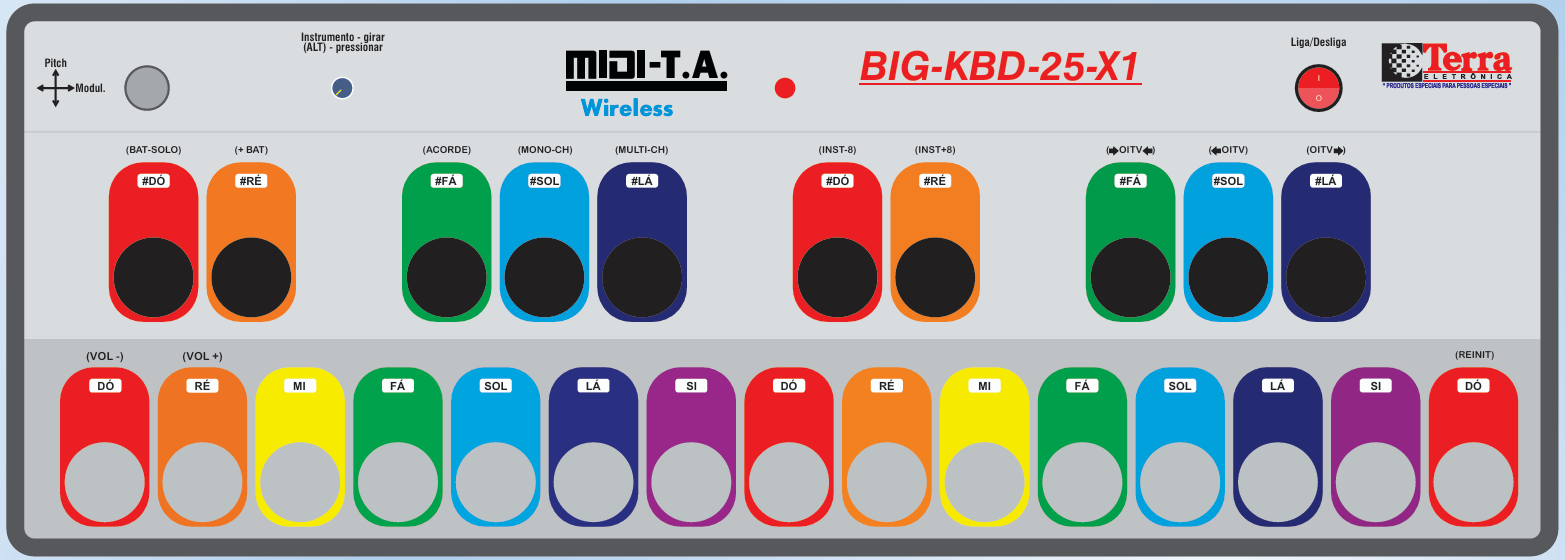 Pitch
Modul.
Instrumento - girar
(ALT) - pressionar
MIDI-T.A.
Wireless
BIG-KBD-25-X1
Liga/Desliga
I
O
Terra
ELETRÔNICA
* PRODUTOS ESPECIAIS PARA PESSOAS ESPECIAIS *
(BAT-SOLO) (+ BAT) (ACORDE) (MONO-CH) (MULTI-CH) (INST-8) (INST+8) (➡OITV⬅) (⬅OITV) (OITV➡)
#DÓ #RÉ #FÁ #SOL #LÁ #DÓ #RÉ #FÁ #SOL #LÁ
(VOL -) (VOL +) (REINIT)
DÓ RÉ MI FÁ SOL LÁ SI DÓ RÉ MI FÁ SOL LÁ SI DÓ